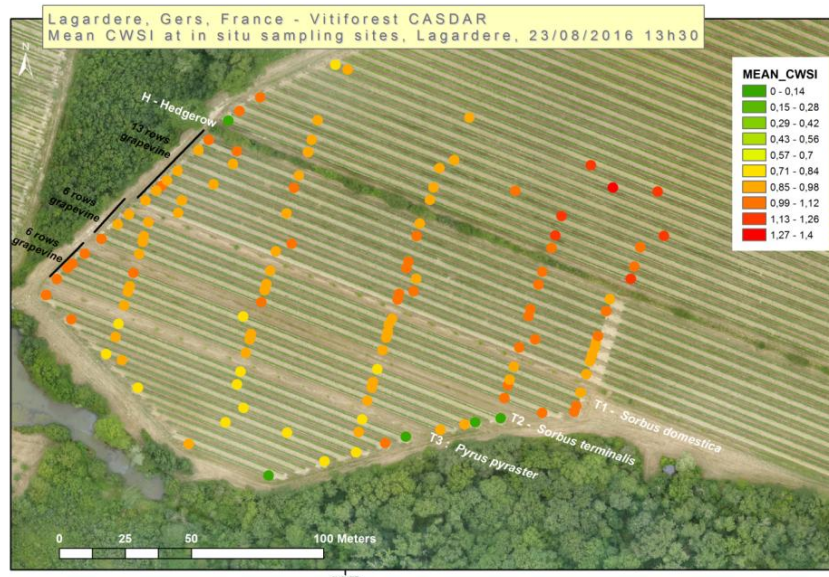 Lagardere, Gers, France - Vitiforest CASDAR
Mean CWSI at in situ sampling sites, Lagardere, 23/08/2016 13h30
N
MEAN_CWSI
0 - 0,14
0,15 - 0,28
0,29 - 0,42
0,43 - 0,56
0,57 - 0,7
0,71 - 0,84
0,85 - 0,98
0,99 - 1,12
1,13 - 1,26
1,27 - 1,4
H - Hedgerow
13 rows
grapevine
6 rows
grapevine
6 rows
grapevine
T1 - Sorbus domestica
T2 - Sorbus terminalis
T3 : Pyrus pyraster
0 25 50 100 Meters